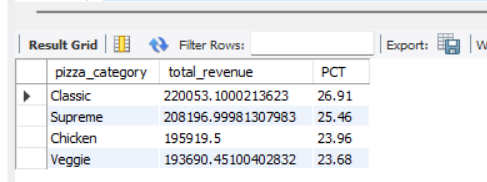 Result Grid Filter Rows: Export: W
pizza_category total_revenue PCT
Classic 220053.1000213623 26.91
Supreme 208196.99981307983 25.46
Chicken 195919.5 23.96
Veggie 193690.45100402832 23.68